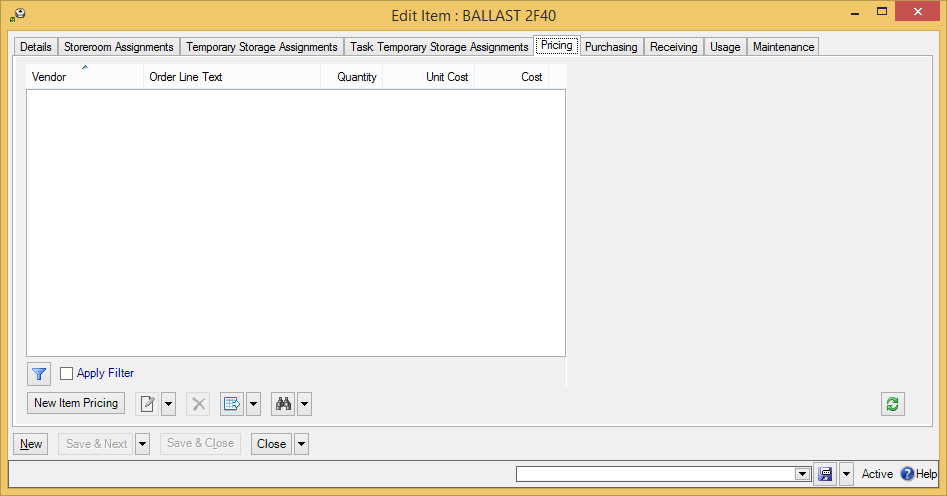 Edit Item : BALLAST 2F40
Details Storeroom Assignments Temporary Storage Assignments Task Temporary Storage Assignments Pricing Purchasing Receiving Usage Maintenance
Vendor Order Line Text Quantity Unit Cost Cost
Apply Filter
New Item Pricing
New Save & Next Save & Close Close
Active Help